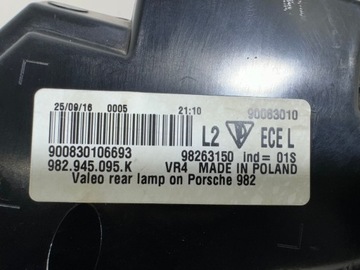 25/09/16 0005 21:10 90083010
L2 ECE L
900830106693 98263150 Ind= 01S
982.945.095.K VR4 MADE IN POLAND
Valeo rear lamp on Porsche 982